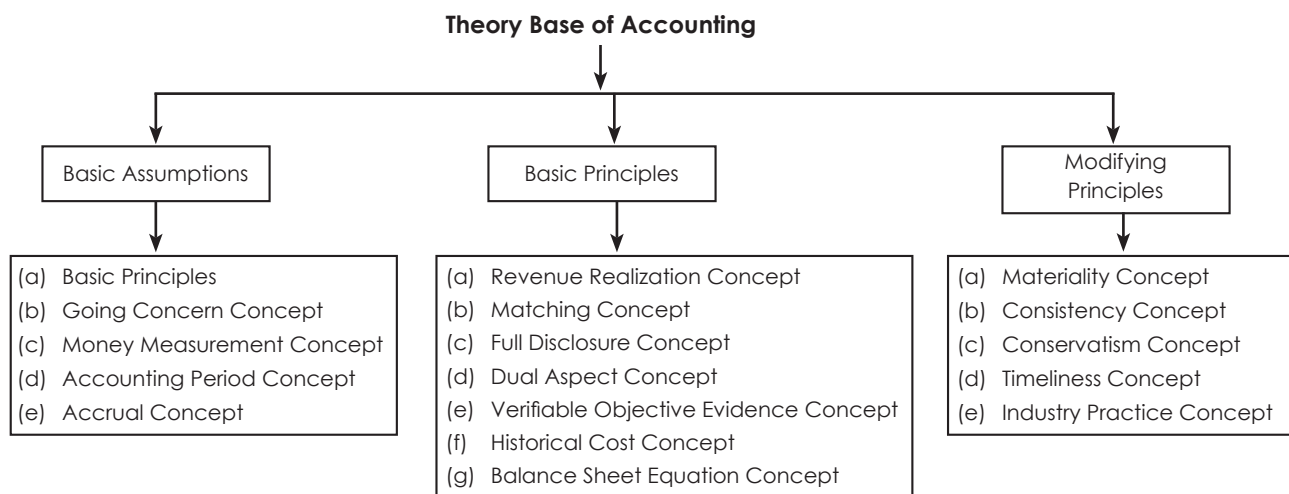 Theory Base of Accounting
Basic Assumptions
Basic Principles
Modifying
Principles
(a) Basic Principles
(b) Going Concern Concept
(c) Money Measurement Concept
(d) Accounting Period Concept
(e) Accrual Concept
(a) Revenue Realization Concept
(b) Matching Concept
(c) Full Disclosure Concept
(d) Dual Aspect Concept
(e) Verifiable Objective Evidence Concept
(f) Historical Cost Concept
(g) Balance Sheet Equation Concept
(a) Materiality Concept
(b) Consistency Concept
(c) Conservatism Concept
(d) Timeliness Concept
(e) Industry Practice Concept